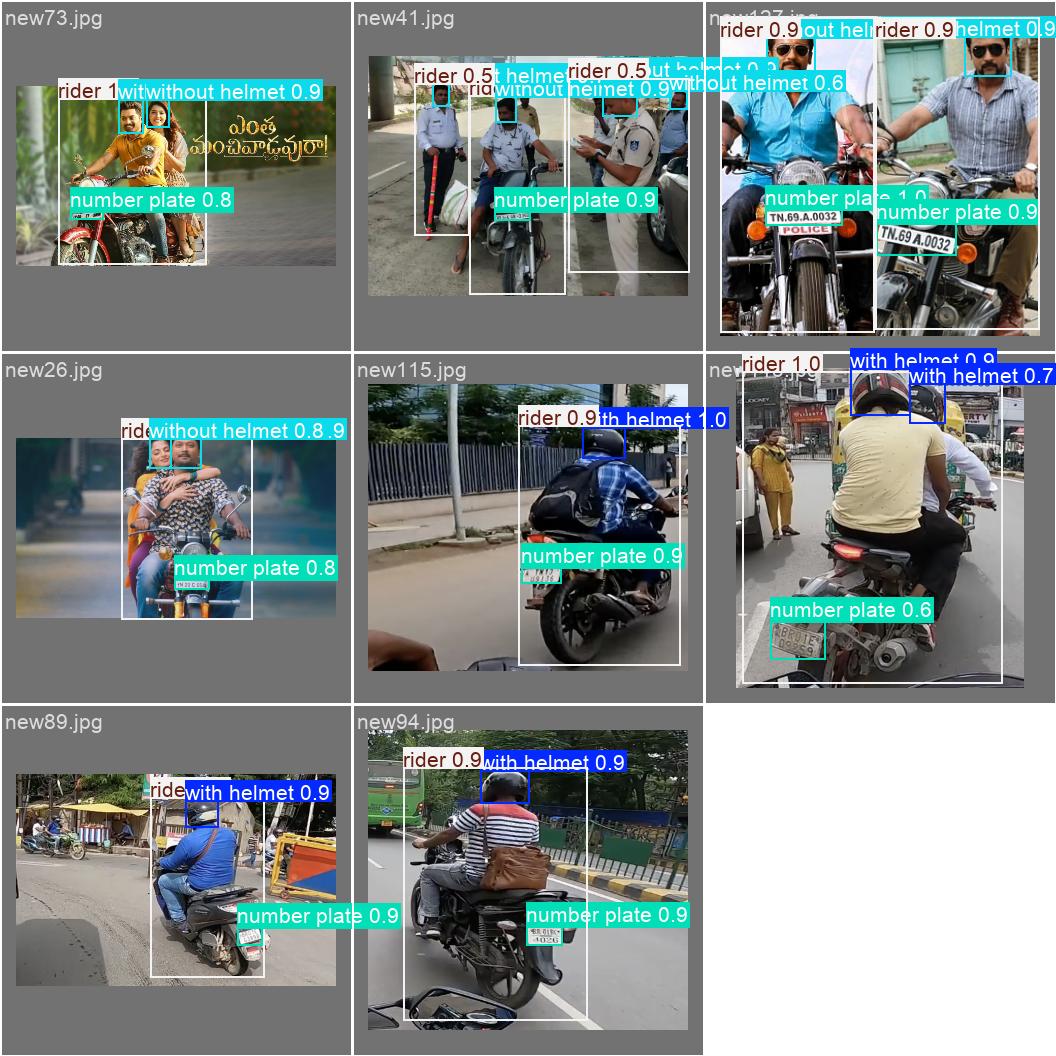 new73.jpg
rider 1
without helmet 0.9
ఎంత
మంచివాడవురా!
number plate 0.8
new41.jpg
rider 0.5
rider 0.5
without helmet 0.6
number plate 0.9
rider 0.9
rider 0.9
helmet 0.9
number plate 1.0
number plate 0.9
TN.69.A.0032
POLICE
TN.69.A.0032
new26.jpg
without helmet 0.8
number plate 0.8
new115.jpg
rider 0.9
with helmet 1.0
number plate 0.9
rider 1.0
with helmet 0.9
with helmet 0.7
number plate 0.6
BR01E
new89.jpg
with helmet 0.9
number plate 0.9
new94.jpg
rider 0.9
with helmet 0.9
number plate 0.9
4026